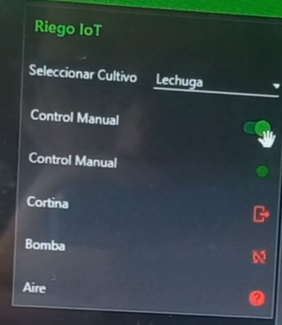 Riego IoT
Seleccionar Cultivo Lechuga
Control Manual
Control Manual
Cortina
Bomba
Aire
?